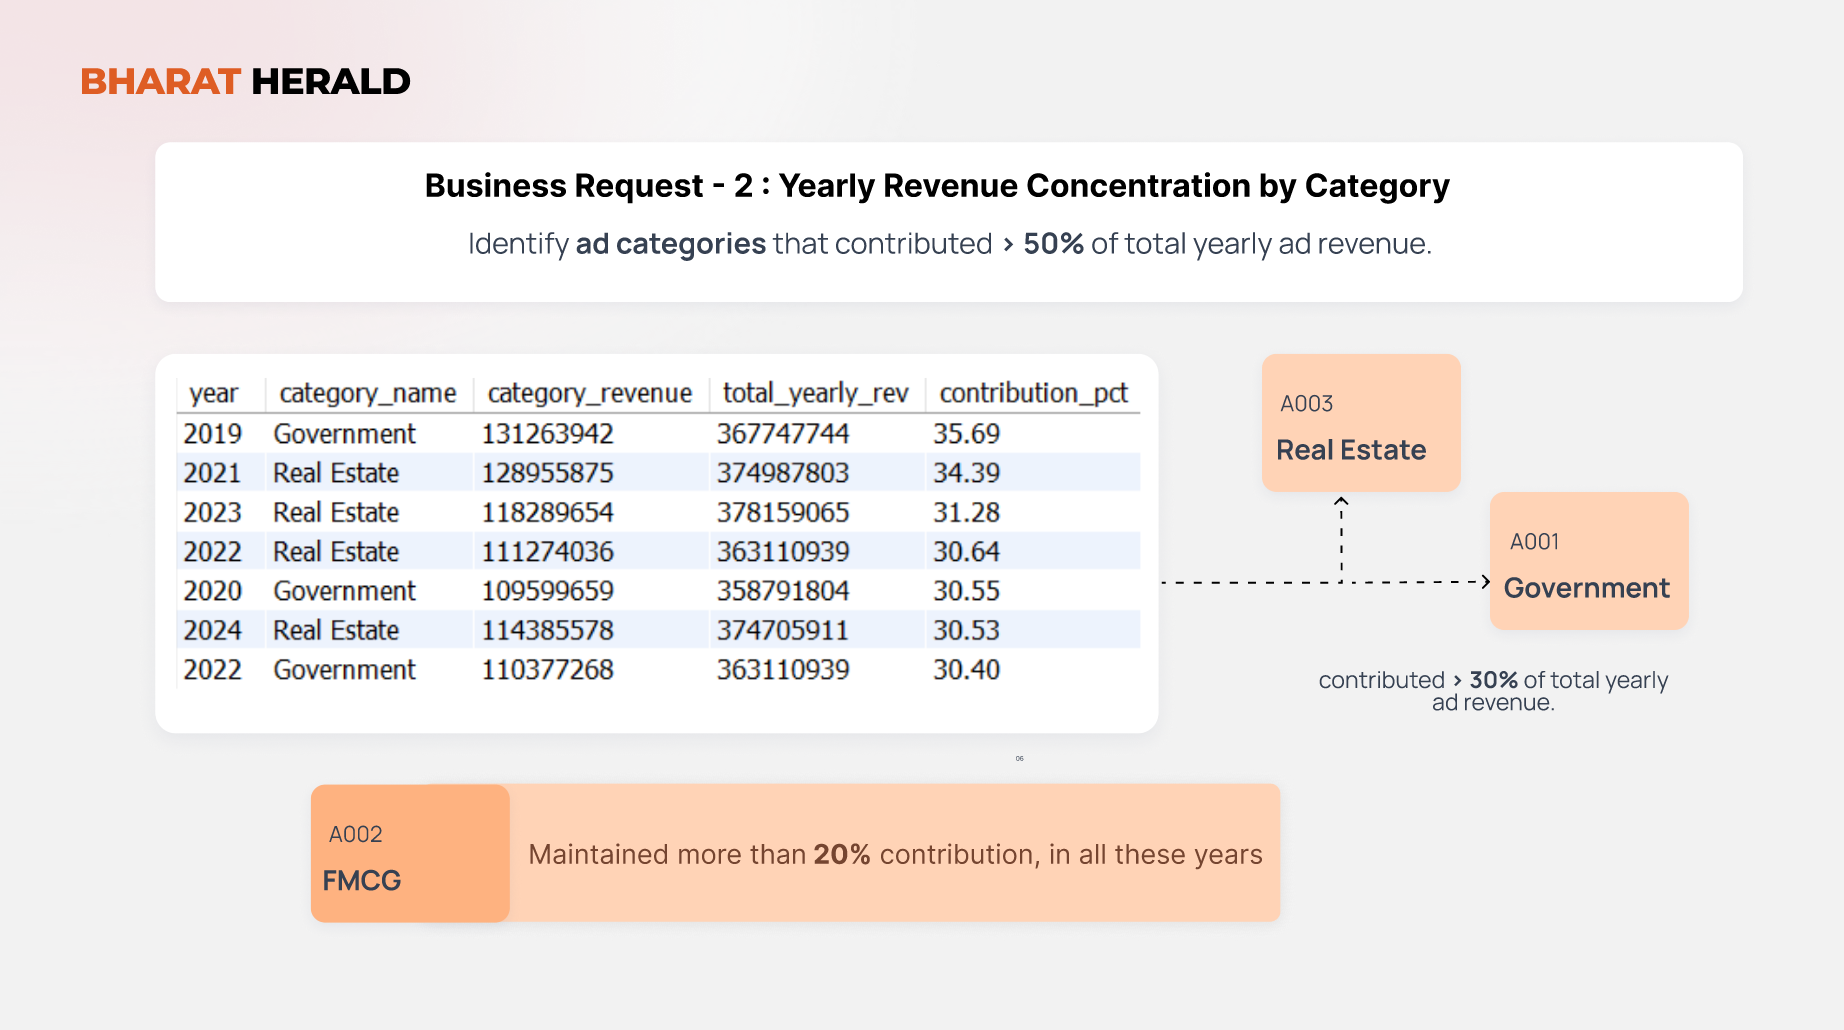 BHARAT HERALD
Business Request - 2 : Yearly Revenue Concentration by Category
Identify ad categories that contributed > 50% of total yearly ad revenue.
year category_name category_revenue total_yearly_rev contribution_pct
2019 Government 131263942 367747744 35.69
2021 Real Estate 128955875 374987803 34.39
2023 Real Estate 118289654 378159065 31.28
2022 Real Estate 111274036 363110939 30.64
2020 Government 109599659 358791804 30.55
2024 Real Estate 114385578 374705911 30.53
2022 Government 110377268 363110939 30.40
A003
Real Estate
A001
Government
contributed > 30% of total yearly
ad revenue.
06
A002
FMCG
Maintained more than 20% contribution, in all these years